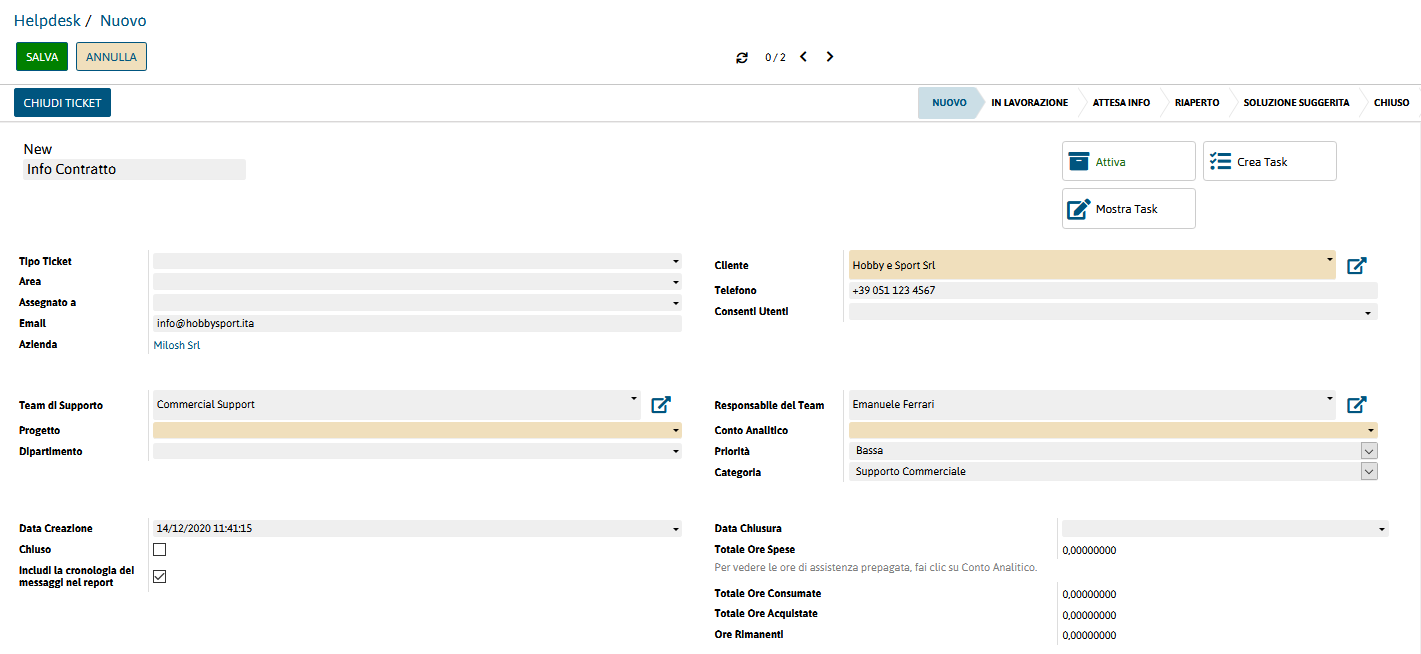 Helpdesk / Nuovo
SALVA ANNULLA
0 / 2
CHIUDI TICKET
NUOVO IN LAVORAZIONE ATTESA INFO RIAPERTO SOLUZIONE SUGGERITA CHIUSO
New
Info Contratto
Attiva Crea Task
Mostra Task
Tipo Ticket
Area
Assegnato a
Email info@hobbysport.ita
Azienda Milosh Srl
Cliente Hobby e Sport Srl
Telefono +39 051 123 4567
Consenti Utenti
Team di Supporto Commercial Support
Progetto
Dipartimento
Responsabile del Team Emanuele Ferrari
Conto Analitico
Priorità Bassa
Categoria Supporto Commerciale
Data Creazione 14/12/2020 11:41:15
Chiuso
Includi la cronologia dei
messaggi nel report
Data Chiusura
Totale Ore Spese 0,00000000
Per vedere le ore di assistenza prepagata, fai clic su Conto Analitico.
Totale Ore Consumate 0,00000000
Totale Ore Acquistate 0,00000000
Ore Rimanenti 0,00000000